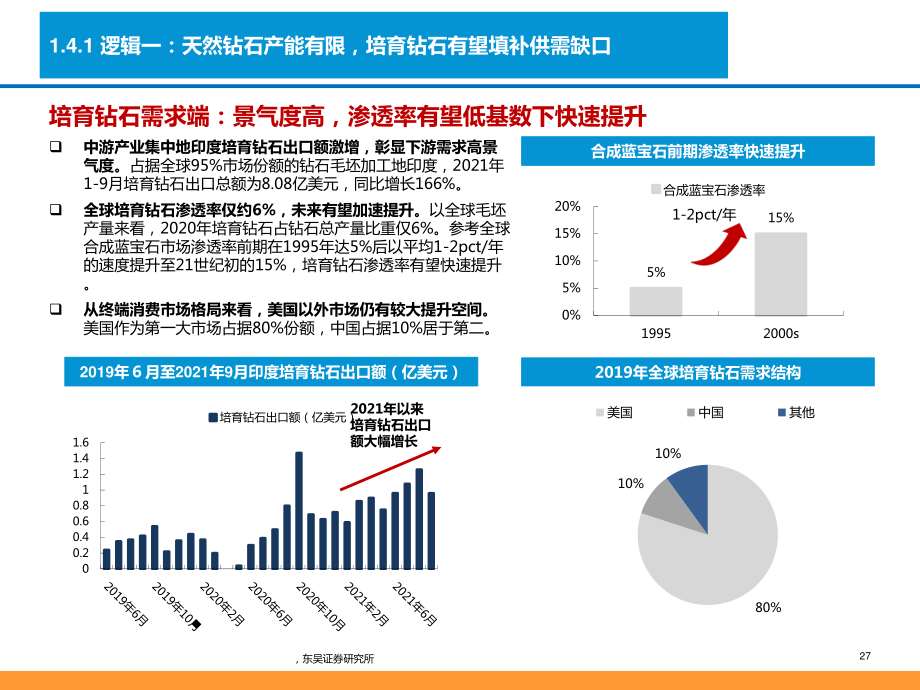 1.4.1 逻辑一：天然钻石产能有限，培育钻石有望填补供需缺口
培育钻石需求端：景气度高，渗透率有望低基数下快速提升
中游产业集中地印度培育钻石出口额激增，彰显下游需求高景
气度。占据全球95%市场份额的钻石毛坯加工地印度，2021年
1-9月培育钻石出口总额为8.08亿美元，同比增长166%。
全球培育钻石渗透率仅约6%，未来有望加速提升。以全球毛坯
产量来看，2020年培育钻石占钻石总产量比重仅6%。参考全球
合成蓝宝石市场渗透率前期在1995年达5%后以平均1-2pct/年
的速度提升至21世纪初的15%，培育钻石渗透率有望快速提升
。
从终端消费市场格局来看，美国以外市场仍有较大提升空间。
美国作为第一大市场占据80%份额，中国占据10%居于第二。
合成蓝宝石前期渗透率快速提升
合成蓝宝石渗透率
1-2pct/年
20%
15%
10%
5%
0%
5%
15%
1995
2000s
2019年６月至2021年9月印度培育钻石出口额（亿美元）
培育钻石出口额（亿美元）
2021年以来
培育钻石出口
额大幅增长
1.6
1.4
1.2
1
0.8
0.6
0.4
0.2
0
2019年6月
2019年10月
2020年2月
2020年6月
2020年10月
2021年2月
2021年6月
2019年全球培育钻石需求结构
美国
中国
其他
10%
10%
80%
，东吴证券研究所
27